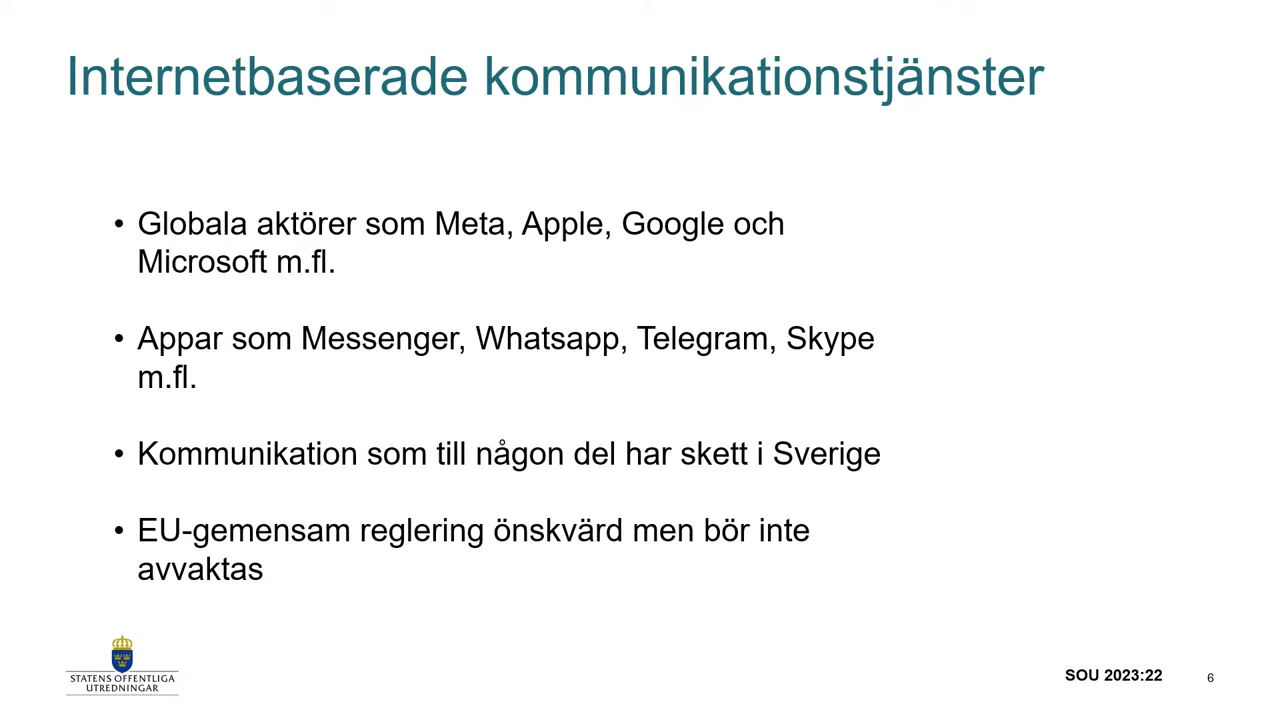 Internetbaserade kommunikationstjänster
• Globala aktörer som Meta, Apple, Google och
Microsoft m.fl.
• Appar som Messenger, Whatsapp, Telegram, Skype
m.fl.
• Kommunikation som till någon del har skett i Sverige
• EU-gemensam reglering önskvärd men bör inte
avvaktas
STATENS OFFENTLIGA
UTREDNINGAR
SOU 2023:22
6